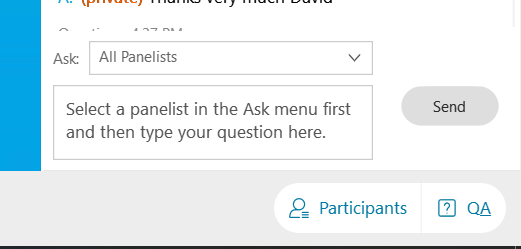 A: (private) Thanks very much David
Ask: All Panelists
Select a panelist in the Ask menu first
and then type your question here.
Send
Participants
QA